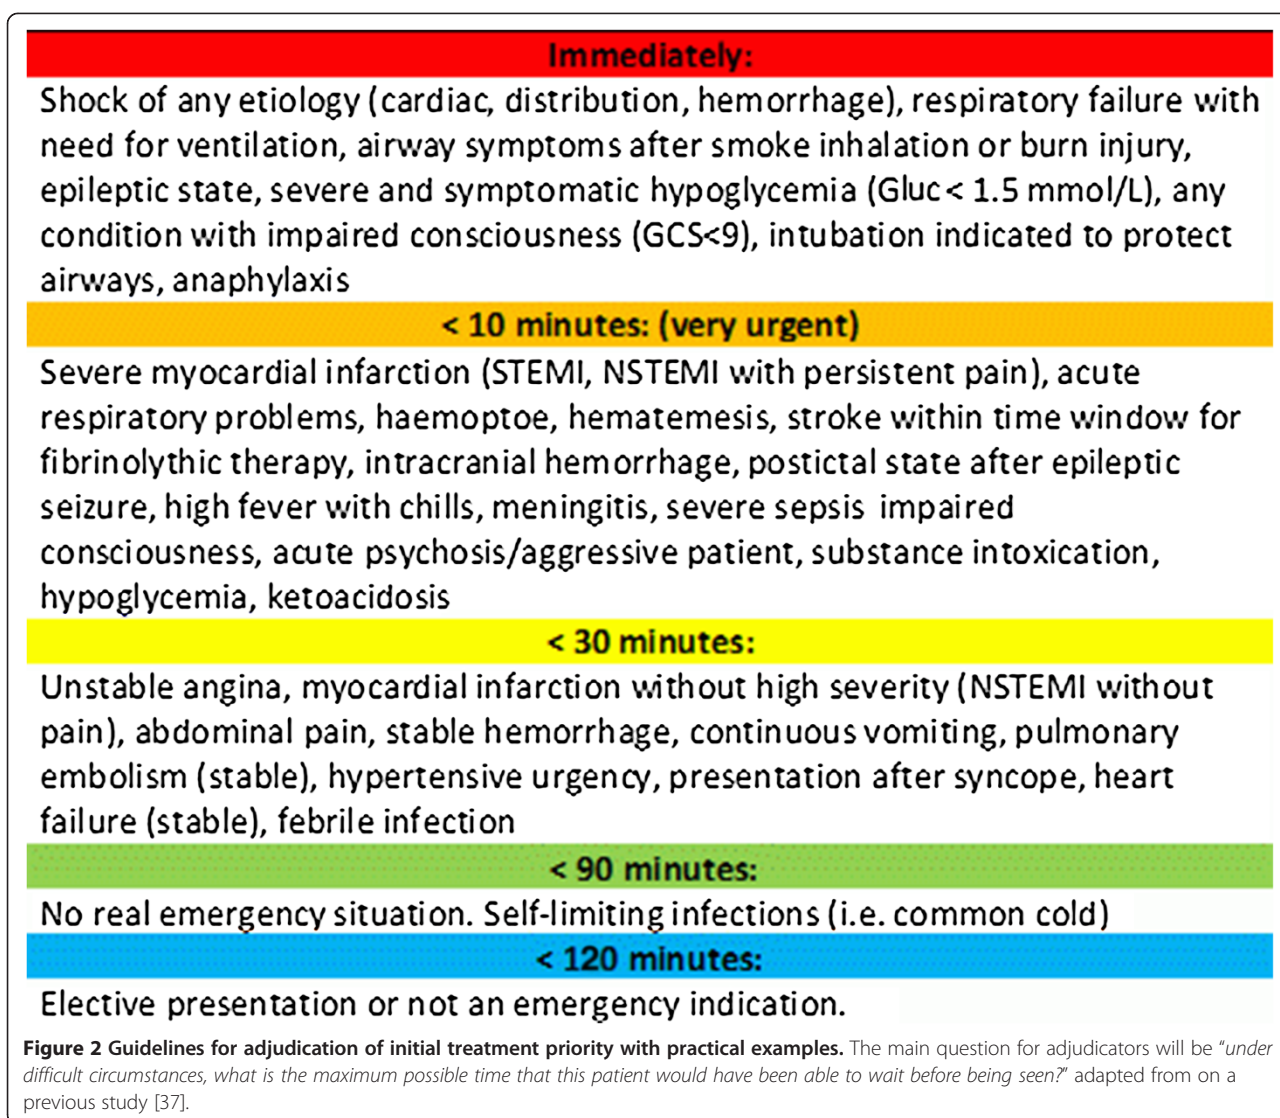 Immediately:
Shock of any etiology (cardiac, distribution, hemorrhage), respiratory failure with
need for ventilation, airway symptoms after smoke inhalation or burn injury,
epileptic state, severe and symptomatic hypoglycemia (Gluc< 1.5 mmol/L), any
condition with impaired consciousness (GCS<9), intubation indicated to protect
airways, anaphylaxis
< 10 minutes: (very urgent)
Severe myocardial infarction (STEMI, NSTEMI with persistent pain), acute
respiratory problems, haemoptoe, hematemesis, stroke within time window for
fibrinolytic therapy, intracranial hemorrhage, postictal state after epileptic
seizure, high fever with chills, meningitis, severe sepsis impaired
consciousness, acute psychosis/aggressive patient, substance intoxication,
hypoglycemia, ketoacidosis
< 30 minutes:
Unstable angina, myocardial infarction without high severity (NSTEMI without
pain), abdominal pain, stable hemorrhage, continuous vomiting, pulmonary
embolism (stable), hypertensive urgency, presentation after syncope, heart
failure (stable), febrile infection
< 90 minutes:
No real emergency situation. Self-limiting infections (i.e. common cold)
< 120 minutes:
Elective presentation or not an emergency indication.
Figure 2 Guidelines for adjudication of initial treatment priority with practical examples. The main question for adjudicators will be “under
difficult circumstances, what is the maximum possible time that this patient would have been able to wait before being seen?” adapted from on a
previous study [37].